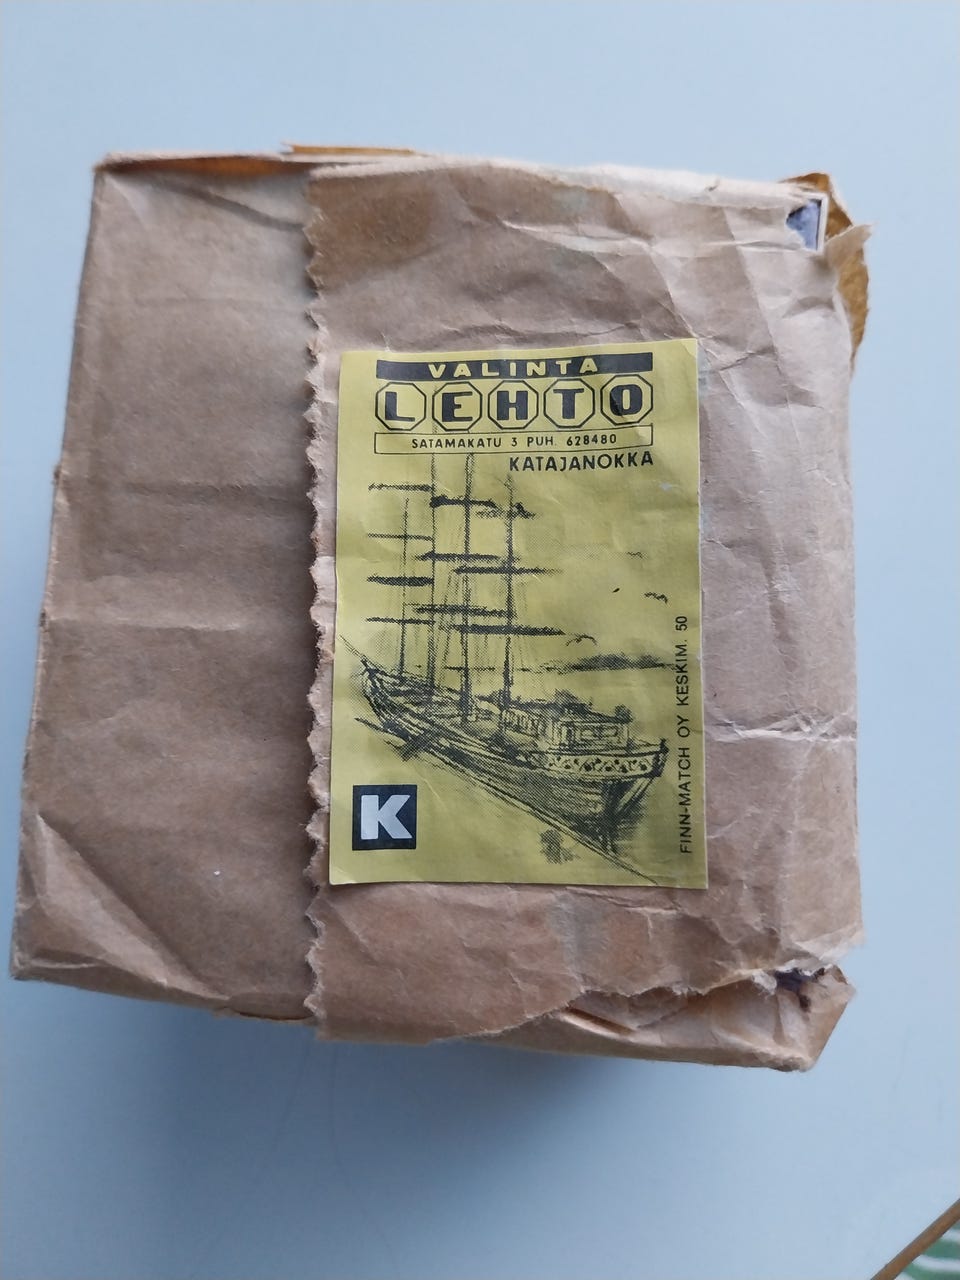 VALINTA
LEHTO
SATAMAKATU 3 PUH. 628480
KATAJANOKKA
FINN-MATCH OY KESKIM. 50
K